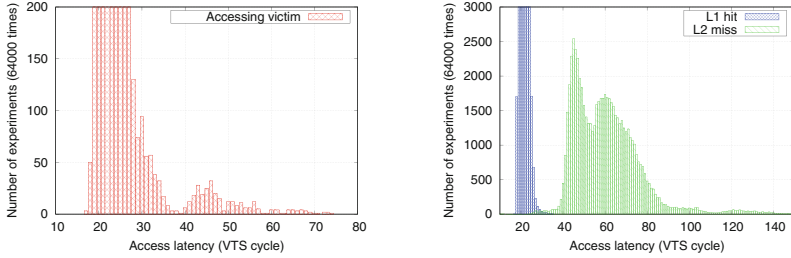 Number of experiments (64000 times)
200
150
100
50
0
Accessing victim
10 20 30 40 50 60 70 80
Access latency (VTS cycle)
Number of experiments (64000 times)
3000
2500
2000
1500
1000
500
0
L1 hit
L2 miss
20 40 60 80 100 120 140
Access latency (VTS cycle)